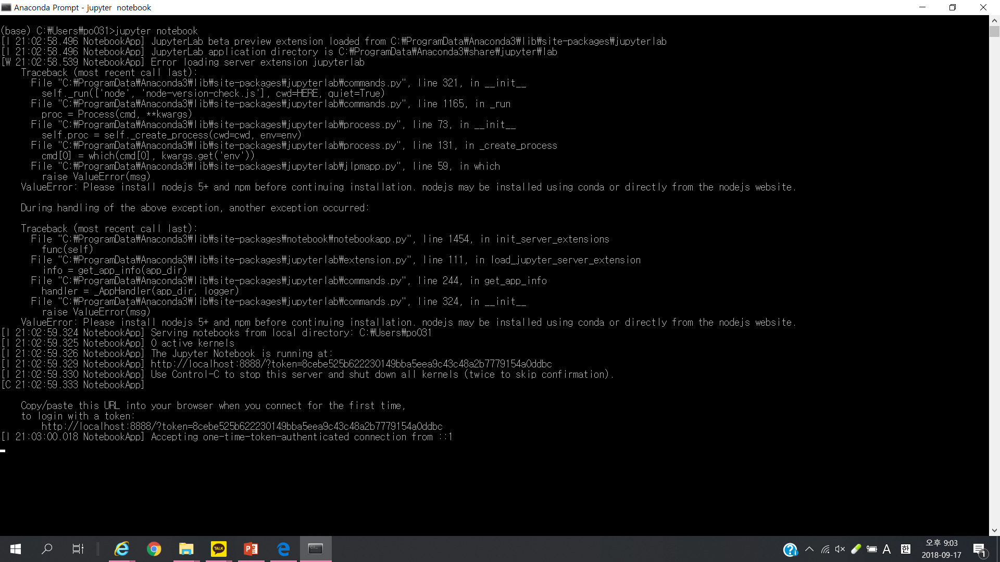 Anaconda Prompt - jupyter  notebook
(base) C:₩Users₩po031>jupyter notebook
[I 21:02:58.496 NotebookApp] JupyterLab beta preview extension loaded from C:₩ProgramData₩Anaconda3₩lib₩site-packages₩jupyterlab
[I 21:02:58.496 NotebookApp] JupyterLab application directory is C:₩ProgramData₩Anaconda3₩share₩jupyter₩lab
[W 21:02:58.539 NotebookApp] Error loading server extension jupyterlab
    Traceback (most recent call last):
      File "C:₩ProgramData₩Anaconda3₩lib₩site-packages₩jupyterlab₩commands.py", line 321, in __init__
        self._run(['node', 'node-version-check.js'], cwd=HERE, quiet=True)
      File "C:₩ProgramData₩Anaconda3₩lib₩site-packages₩jupyterlab₩commands.py", line 1165, in _run
        proc = Process(cmd, **kwargs)
      File "C:₩ProgramData₩Anaconda3₩lib₩site-packages₩jupyterlab₩process.py", line 73, in __init__
        self.proc = self._create_process(cwd=cwd, env=env)
      File "C:₩ProgramData₩Anaconda3₩lib₩site-packages₩jupyterlab₩process.py", line 131, in _create_process
        cmd[0] = which(cmd[0], kwargs.get('env'))
      File "C:₩ProgramData₩Anaconda3₩lib₩site-packages₩jupyterlab₩jlpmapp.py", line 59, in which
        raise ValueError(msg)
    ValueError: Please install nodejs 5+ and npm before continuing installation. nodejs may be installed using conda or directly from the nodejs website.
    During handling of the above exception, another exception occurred:
    Traceback (most recent call last):
      File "C:₩ProgramData₩Anaconda3₩lib₩site-packages₩notebook₩notebookapp.py", line 1454, in init_server_extensions
        func(self)
      File "C:₩ProgramData₩Anaconda3₩lib₩site-packages₩jupyterlab₩extension.py", line 111, in load_jupyter_server_extension
        info = get_app_info(app_dir)
      File "C:₩ProgramData₩Anaconda3₩lib₩site-packages₩jupyterlab₩commands.py", line 244, in get_app_info
        handler = _AppHandler(app_dir, logger)
      File "C:₩ProgramData₩Anaconda3₩lib₩site-packages₩jupyterlab₩commands.py", line 324, in __init__
        raise ValueError(msg)
    ValueError: Please install nodejs 5+ and npm before continuing installation. nodejs may be installed using conda or directly from the nodejs website.
[I 21:02:59.324 NotebookApp] Serving notebooks from local directory: C:₩Users₩po031
[I 21:02:59.325 NotebookApp] 0 active kernels
[I 21:02:59.326 NotebookApp] The Jupyter Notebook is running at:
[I 21:02:59.329 NotebookApp] http://localhost:8888/?token=8cebe525b622230149bba5eea9c43c48a2b7779154a0ddbc
[I 21:02:59.330 NotebookApp] Use Control-C to stop this server and shut down all kernels (twice to skip confirmation).
[C 21:02:59.333 NotebookApp]
    Copy/paste this URL into your browser when you connect for the first time,
    to login with a token:
        http://localhost:8888/?token=8cebe525b622230149bba5eea9c43c48a2b7779154a0ddbc
[I 21:03:00.018 NotebookApp] Accepting one-time-token-authenticated connection from ::1
TALK
A 한
오후 9:03
2018-09-17
1